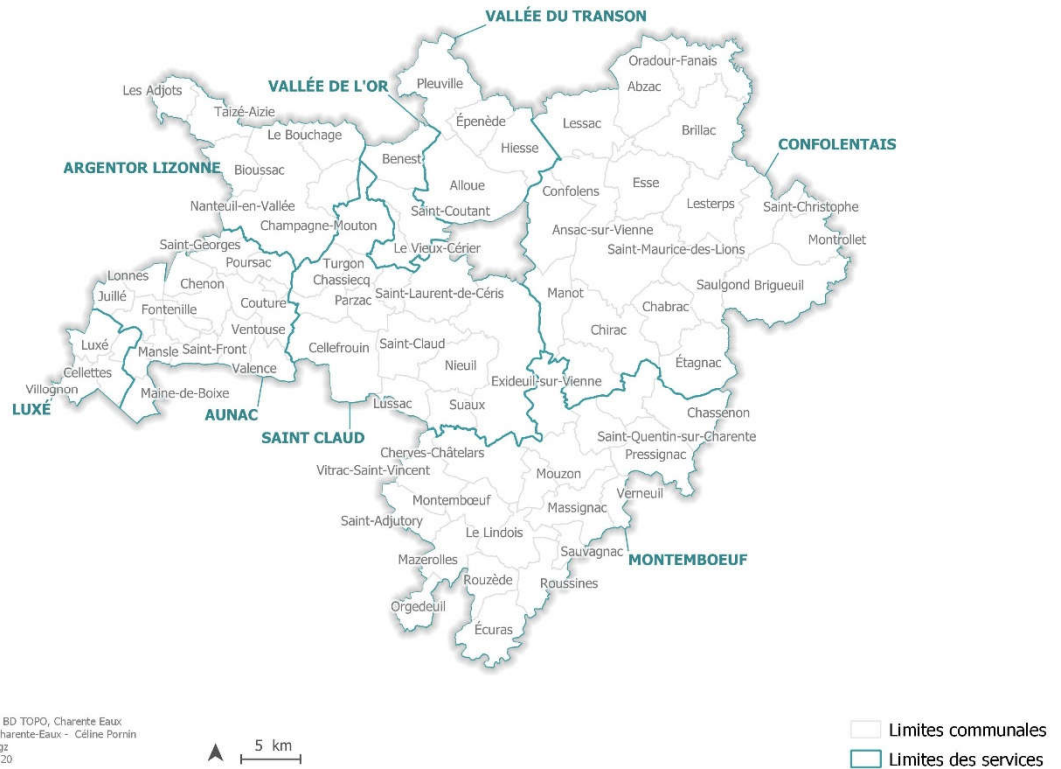 VALLÉE DU TRANSON
Oradour-Fanais
Pleuville
Abzac
VALLÉE DE L'OR
Les Adjots
Taizé-Aizie
Épenède
Lessac
Le Bouchage
Brillac
Hiesse
CONFOLENTAIS
Benest
ARGENTOR LIZONNE
Bioussac
Alloue
Confolens
Esse
Lesterps
Saint-Christophe
Nanteuil-en-Vallée
Saint-Coutant
Champagne-Mouton
Ansac-sur-Vienne
Montrollet
Saint-Georges
Le Vieux-Cérier
Saint-Maurice-des-Lions
Poursac
Turgon
Lonnes
Chenon
Chassiecq
Saulgond
Brigueuil
Juillé
Parzac
Saint-Laurent-de-Céris
Manot
Fontenille
Couture
Chabrac
Ventouse
Chirac
Luxé
Mansle
Saint-Front
Cellefrouin
Saint-Claud
Cellettes
Valence
Nieuil
Étagnac
Villognon
Maine-de-Boixe
Exideuil-sur-Vienne
LUXÉ
AUNAC
Lussac
Suaux
Chassenon
SAINT CLAUD
Saint-Quentin-sur-Charente
Cherves-Châtelars
Pressignac
Vitrac-Saint-Vincent
Mouzon
Verneuil
Montembœuf
Massignac
Saint-Adjutory
Le Lindois
Sauvagnac
MONTEMBOEUF
Mazerolles
Rouzède
Roussines
Orgedeuil
Écuras
BD TOPO, Charente Eaux
harente-Eaux - Céline Pornin
gz
20
5 km
Limites communales
Limites des services